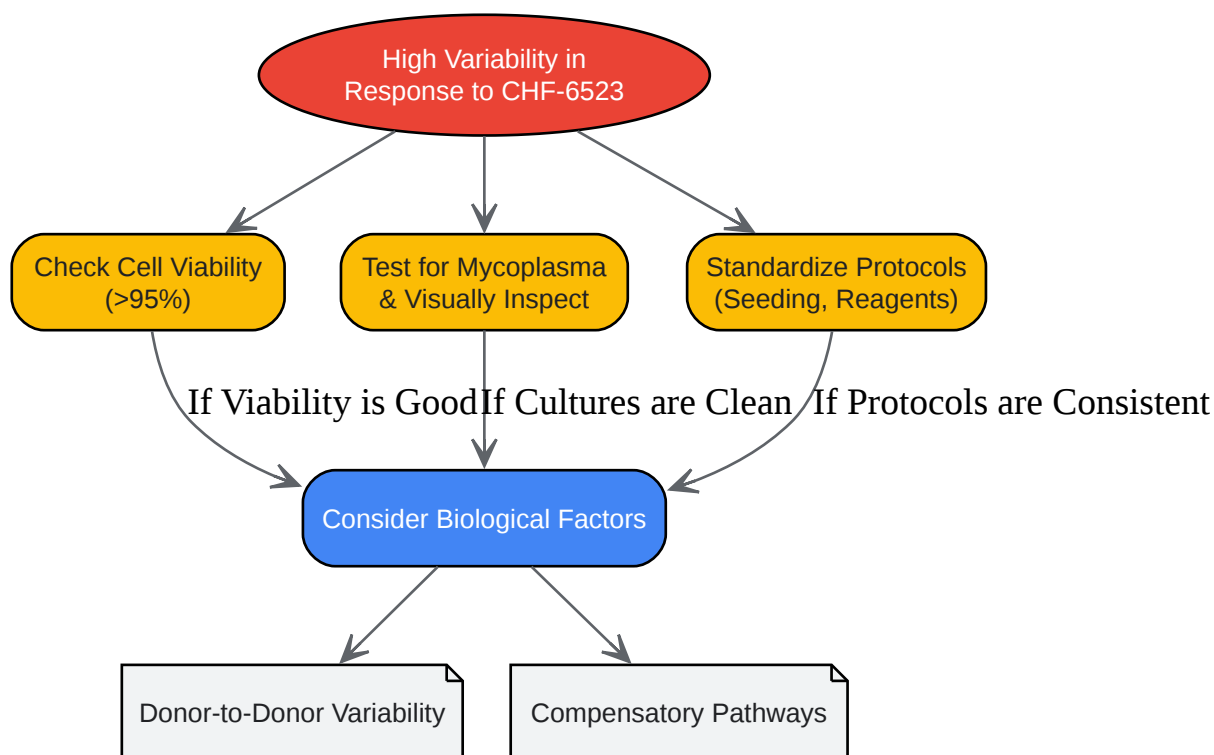 High Variability in
Response to CHF-6523
Check Cell Viability
(>95%)
Test for Mycoplasma
& Visually Inspect
Standardize Protocols
(Seeding, Reagents)
If Viability is Good
If Cultures are Clean
If Protocols are Consistent
Consider Biological Factors
Donor-to-Donor Variability
Compensatory Pathways